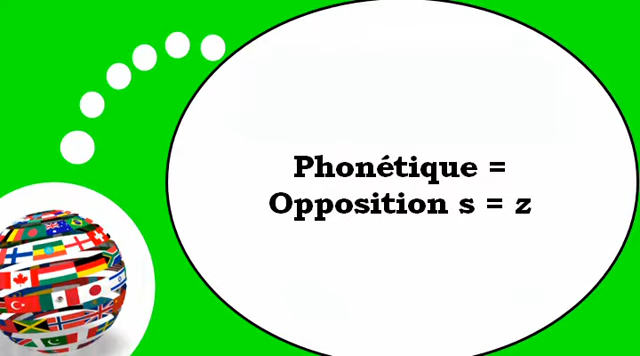 Phonétique =
Opposition s = z